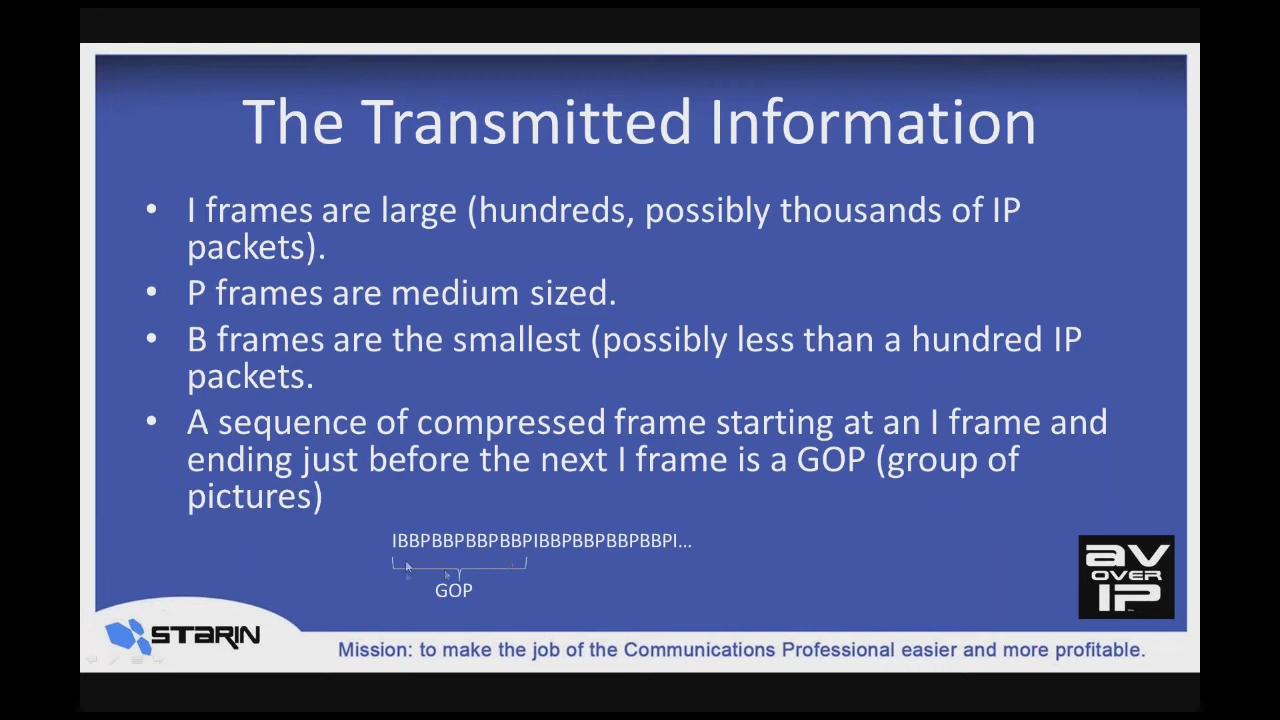 The Transmitted Information
• I frames are large (hundreds, possibly thousands of IP
packets).
• P frames are medium sized.
• B frames are the smallest (possibly less than a hundred IP
packets.
• A sequence of compressed frame starting at an I frame and
ending just before the next I frame is a GOP (group of
pictures)
IBBPBBPBBPBBPIBBPBBPBBPBBPI...
GOP
av
OVER
IP
STARIN
Mission: to make the job of the Communications Professional easier and more profitable.